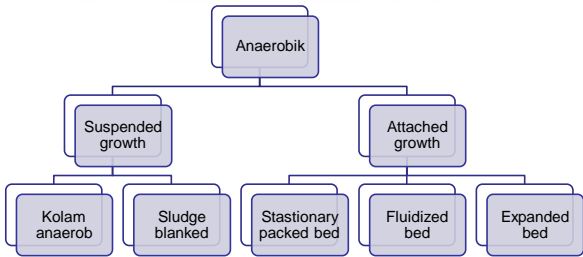 Anaerobik
Suspended
growth
Attached
growth
Kolam
anaerob
Sludge
blanked
Stastionary
packed bed
Fluidized
bed
Expanded
bed